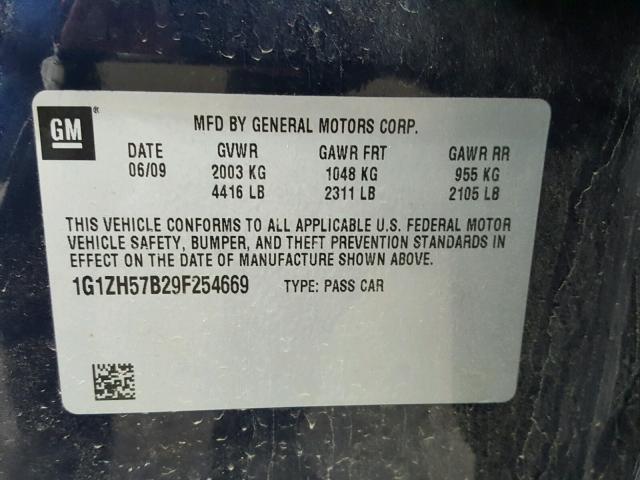 GM®
MFD BY GENERAL MOTORS CORP.
DATE GVWR GAWR FRT GAWR RR
06/09 2003 KG 1048 KG 955 KG
4416 LB 2311 LB 2105 LB
THIS VEHICLE CONFORMS TO ALL APPLICABLE U.S. FEDERAL MOTOR
VEHICLE SAFETY, BUMPER, AND THEFT PREVENTION STANDARDS IN
EFFECT ON THE DATE OF MANUFACTURE SHOWN ABOVE.
1G1ZH57B29F254669 TYPE: PASS CAR